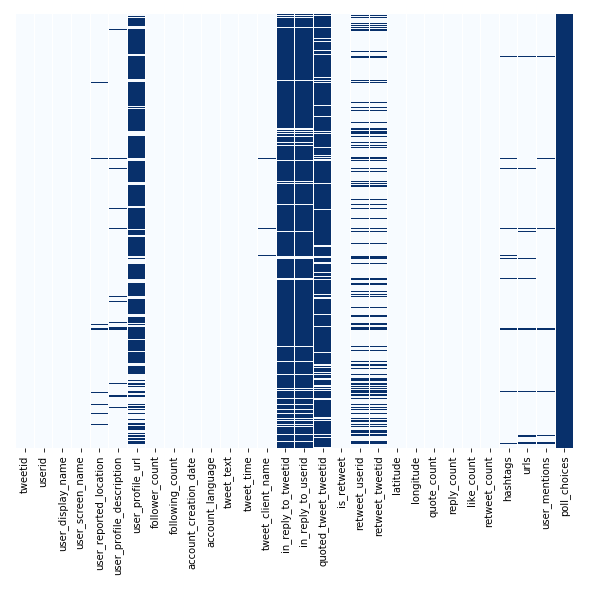 tweetid
userid
user_display_name
user_screen_name
user_reported_location
user_profile_description
user_profile_url
follower_count
following_count
account_creation_date
account_language
tweet_text
tweet_time
tweet_client_name
in_reply_to_tweetid
in_reply_to_userid
quoted_tweet_tweetid
is_retweet
retweet_userid
retweet_tweetid
latitude
longitude
quote_count
reply_count
like_count
retweet_count
hashtags
urls
user_mentions
poll_choices